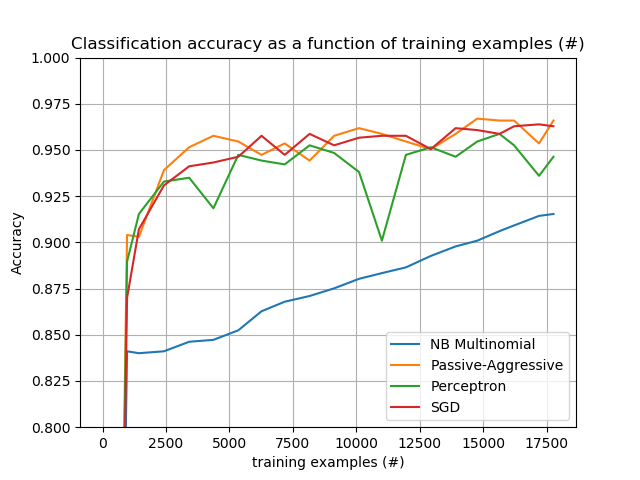 Classification accuracy as a function of training examples (#)
1.000
0.975
0.950
0.925
0.900
0.875
0.850
0.825
0.800
Accuracy
NB Multinomial
Passive-Aggressive
Perceptron
SGD
0 2500 5000 7500 10000 12500 15000 17500
training examples (#)